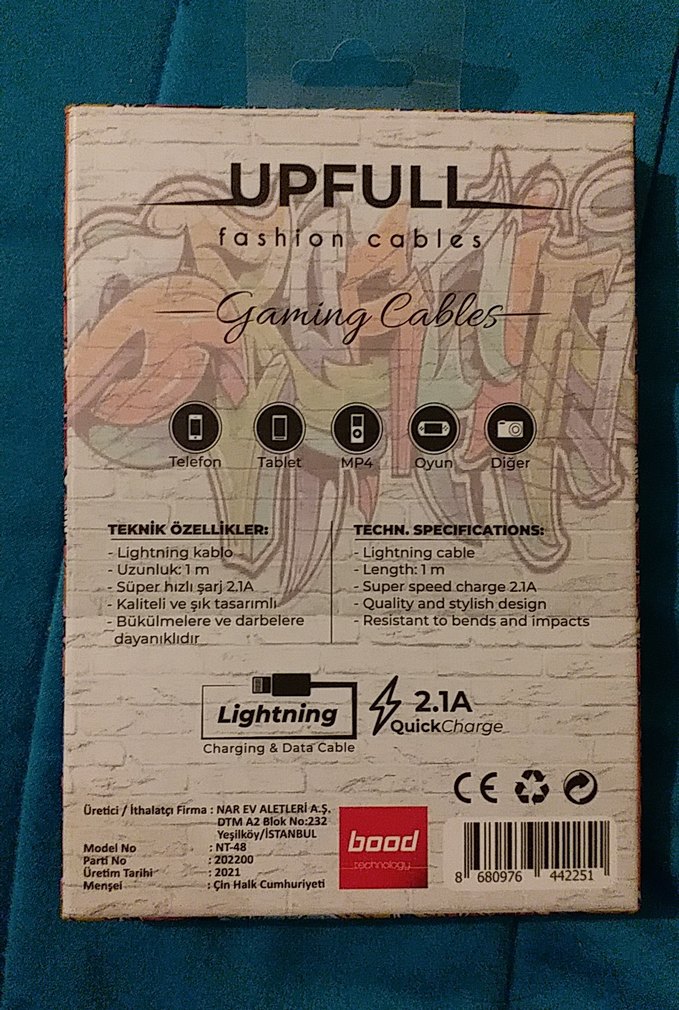 UPFULL
fashion cables
Gaming Cables
Telefon Tablet MP4 Oyun Diğer
TEKNİK ÖZELLİKLER:
- Lightning kablo
- Uzunluk: 1 m
- Süper hızlı şarj 2.1A
- Kaliteli ve şık tasarımlı
- Bükülmelere ve darbelere
dayanıklıdır
TECHN. SPECIFICATIONS:
- Lightning cable
- Length: 1 m
- Super speed charge 2.1A
- Quality and stylish design
- Resistant to bends and impacts
Lightning
Charging & Data Cable
2.1A
QuickCharge
CE
Üretici / İthalatçı Firma : NAR EV ALETLERİ A.Ş.
DTM A2 Blok No:232
Yeşilköy/İSTANBUL
Model No : NT-48
Parti No : 202200
Üretim Tarihi : 2021
Menşei : Çin Halk Cumhuriyeti
bood
technology
8 680976 442251